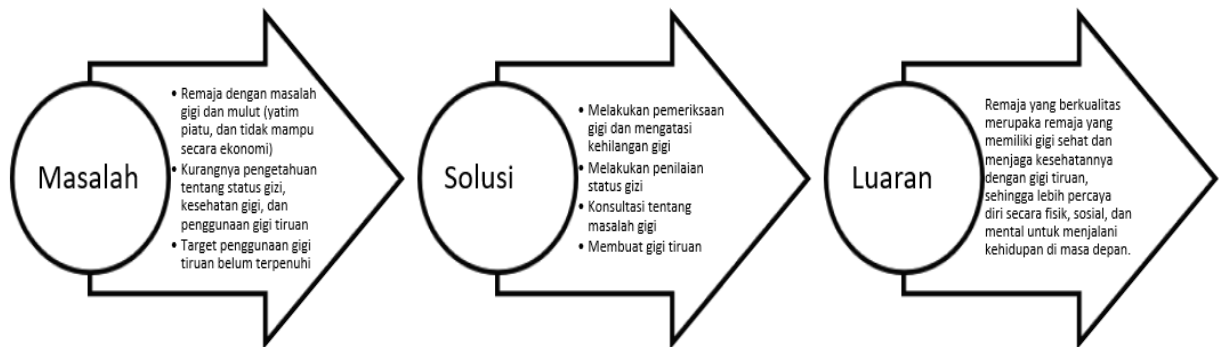 Masalah
• Remaja dengan masalah
gigi dan mulut (yatim
piatu, dan tidak mampu
secara ekonomi)
• Kurangnya pengetahuan
tentang status gizi,
kesehatan gigi, dan
penggunaan gigi tiruan
• Target penggunaan gigi
tiruan belum terpenuhi
Solusi
• Melakukan pemeriksaan
gigi dan mengatasi
kehilangan gigi
• Melakukan penilaian
status gizi
• Konsultasi tentang
masalah gigi
• Membuat gigi tiruan
Luaran
Remaja yang berkualitas
merupaka remaja yang
memiliki gigi sehat dan
menjaga kesehatannya
dengan gigi tiruan,
sehingga lebih percaya
diri secara fisik, sosial, dan
mental untuk menjalani
kehidupan di masa depan.